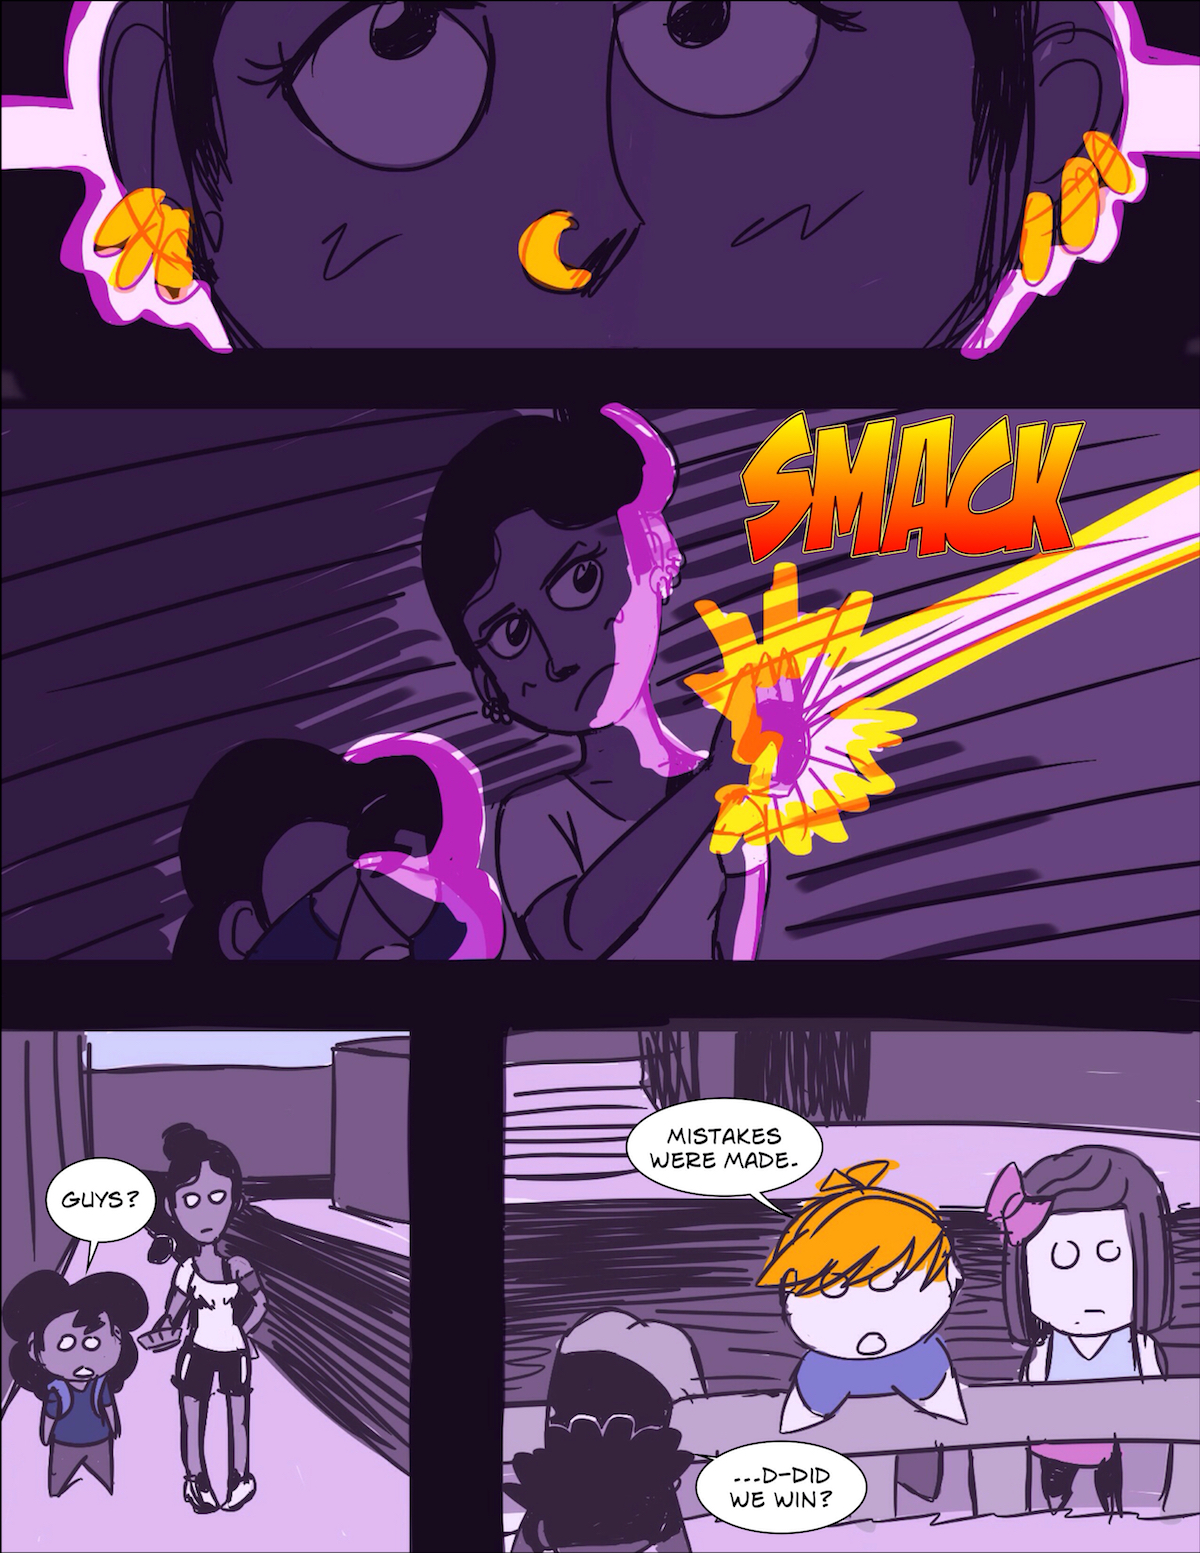 SMACK
GUYS?
MISTAKES
WERE MADE.
...D-DID
WE WIN?